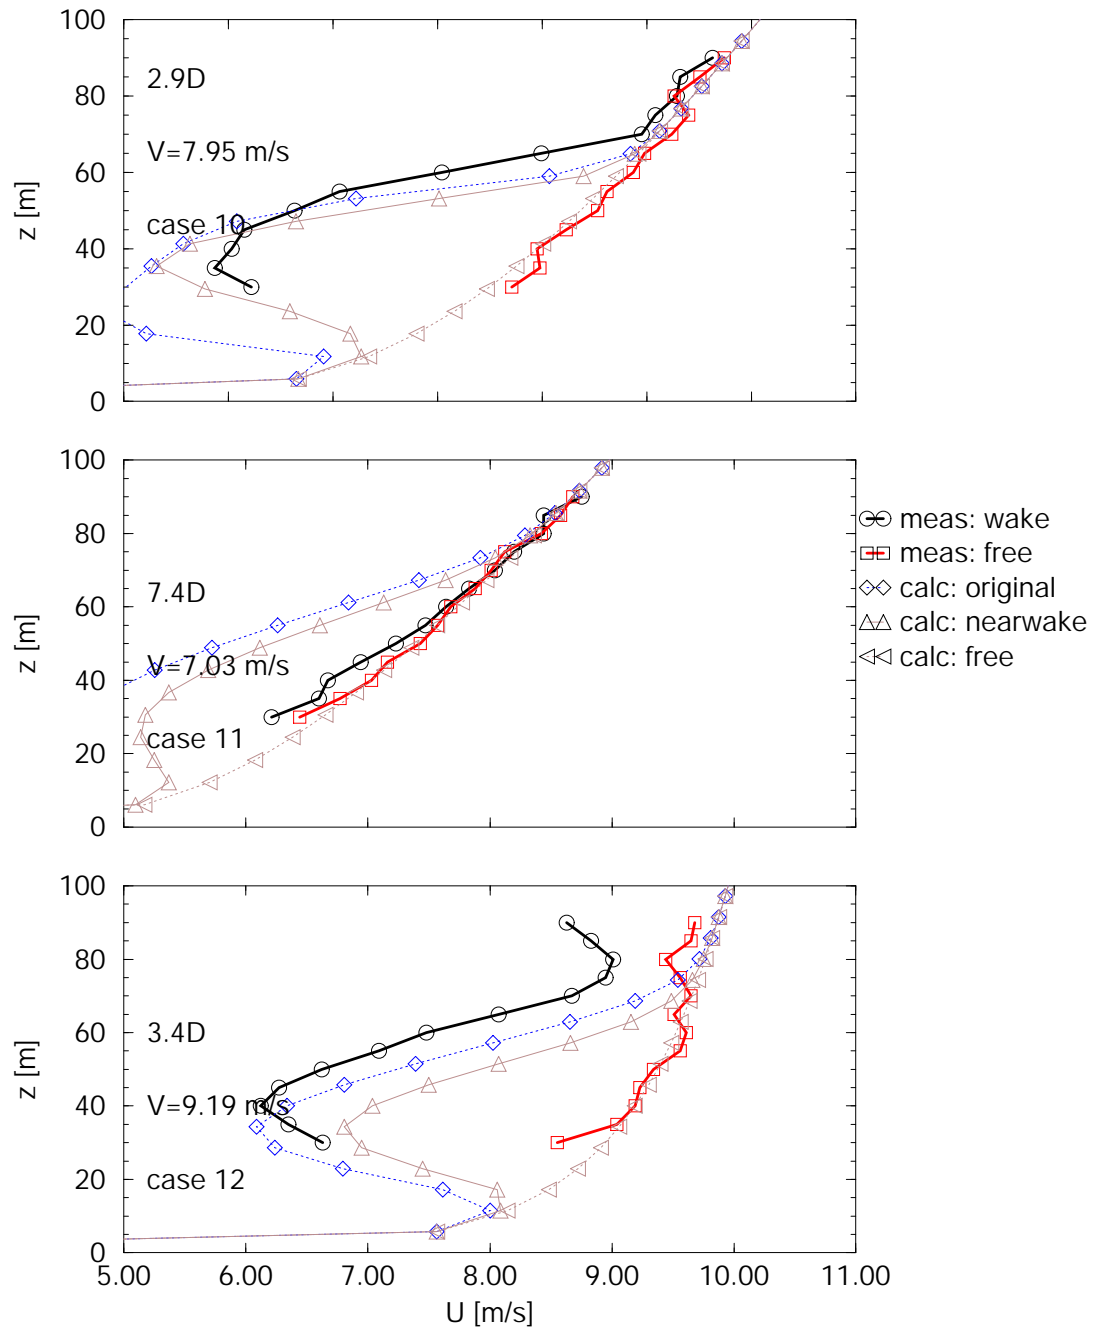 100
80
60
40
20
0
z [m]
2.9D
V=7.95 m/s
case 10
100
80
60
40
20
0
z [m]
7.4D
V=7.03 m/s
case 11
meas: wake
meas: free
calc: original
calc: nearwake
calc: free
100
80
60
40
20
0
z [m]
3.4D
V=9.19 m/s
case 12
5.00 6.00 7.00 8.00 9.00 10.00 11.00
U [m/s]